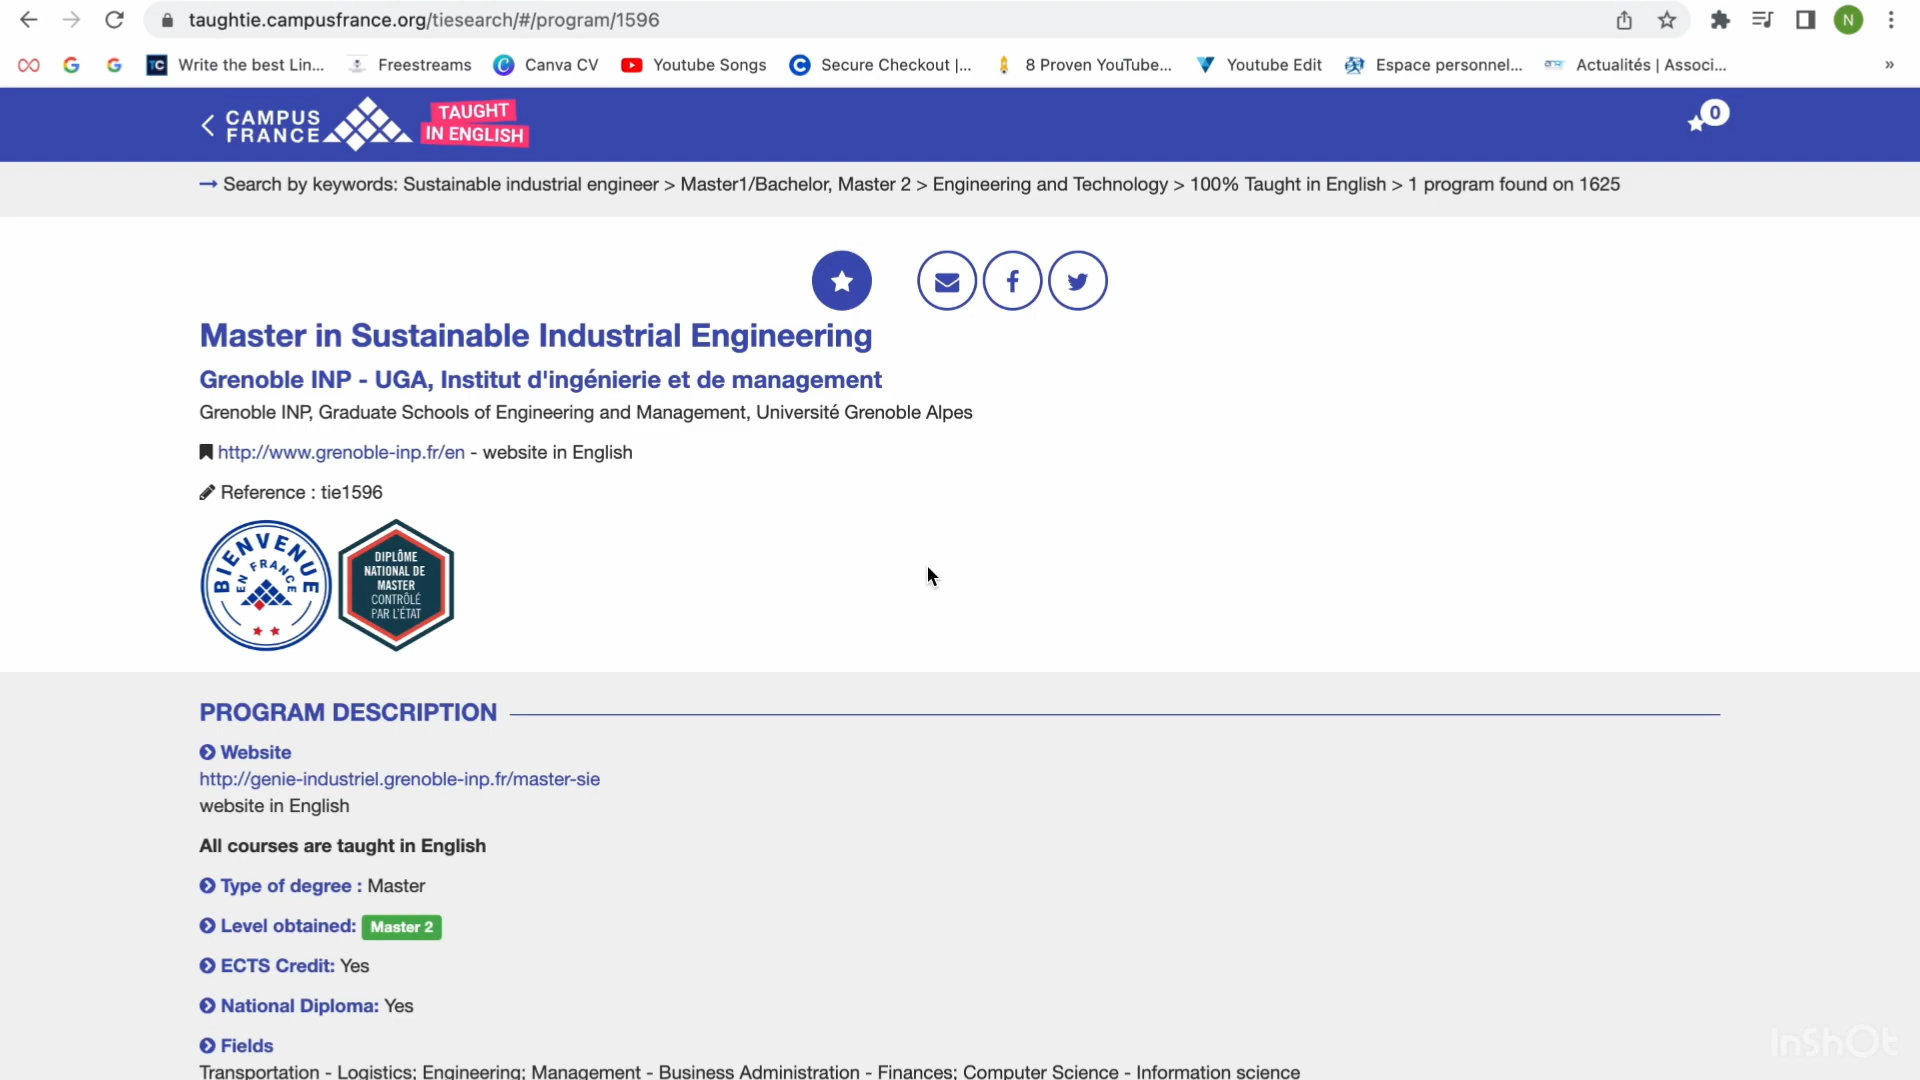 taughtie.campusfrance.org/tiesearch/#/program/1596
N
Write the best Lin... Freestreams Canva CV Youtube Songs Secure Checkout |... 8 Proven YouTube... Youtube Edit Espace personnel... Actualités | Associ... »
CAMPUS FRANCE
TAUGHT IN ENGLISH
0
→ Search by keywords: Sustainable industrial engineer > Master1/Bachelor, Master 2 > Engineering and Technology > 100% Taught in English > 1 program found on 1625
Master in Sustainable Industrial Engineering
Grenoble INP - UGA, Institut d'ingénierie et de management
Grenoble INP, Graduate Schools of Engineering and Management, Université Grenoble Alpes
http://www.grenoble-inp.fr/en - website in English
Reference : tie1596
BIENVENUE
EN FRANCE
DIPLÔME
NATIONAL DE
MASTER
CONTRÔLÉ
PAR L'ÉTAT
PROGRAM DESCRIPTION
Website
http://genie-industriel.grenoble-inp.fr/master-sie
website in English
All courses are taught in English
Type of degree : Master
Level obtained: Master 2
ECTS Credit: Yes
National Diploma: Yes
Fields
Transportation - Logistics; Engineering; Management - Business Administration - Finances; Computer Science - Information science
InShOt